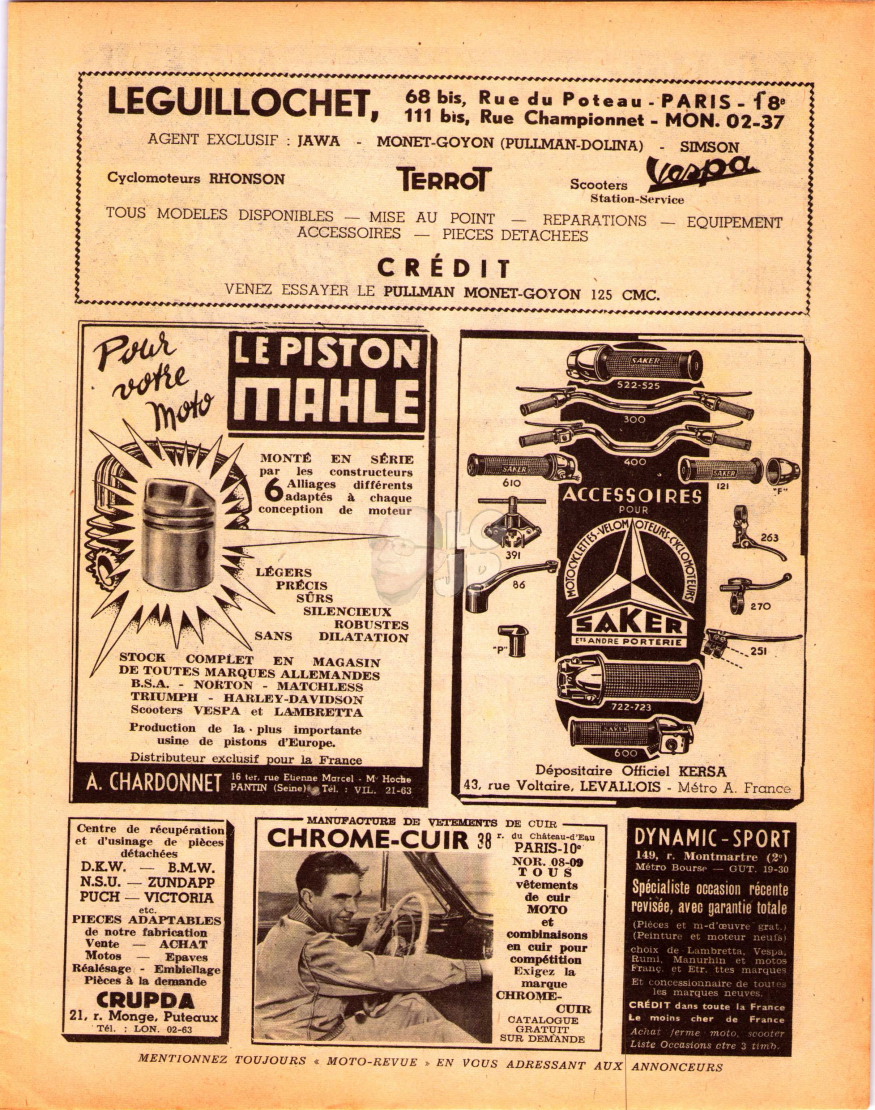 LEGUILLOCHET, 68 bis, Rue du Poteau - PARIS - 18e
111 bis, Rue Championnet - MON. 02-37
AGENT EXCLUSIF : JAWA - MONET-GOYON (PULLMAN-DOLINA) - SIMSON
Cyclomoteurs RHONSON
TERROT
Scooters Vespa
Station-Service
TOUS MODELES DISPONIBLES — MISE AU POINT — REPARATIONS — EQUIPEMENT
ACCESSOIRES — PIECES DETACHEES
CRÉDIT
VENEZ ESSAYER LE PULLMAN MONET-GOYON 125 CMC.
Pour
votre
Moto
LE PISTON
MAHLE
MONTÉ EN SÉRIE
par les constructeurs
6 Alliages différents
adaptés à chaque
conception de moteur
LÉGERS
PRÉCIS
SÛRS
SILENCIEUX
ROBUSTES
SANS DILATATION
STOCK COMPLET EN MAGASIN
DE TOUTES MARQUES ALLEMANDES
B.S.A. - NORTON - MATCHLESS
TRIUMPH - HARLEY-DAVIDSON
Scooters VESPA et LAMBRETTA
Production de la plus importante
usine de pistons d'Europe.
Distributeur exclusif pour la France
A. CHARDONNET 16 ter, rue Etienne Marcel - Mo Hoche
PANTIN (Seine) Tél. : VIL. 21-63
SAKER
522-525
300
400
610
121
"F"
ACCESSOIRES
POUR
MOTOCYCLETTES-VELOMOTEURS-CYCLOMOTEURS
391
263
86
270
SAKER
ETS ANDRE PORTERIE
"P"
251
722-723
SAKER
600
Dépositaire Officiel KERSA
43, rue Voltaire, LEVALLOIS - Métro A. France
LC
JP
Centre de récupération
et d'usinage de pièces
détachées
D.K.W. — B.M.W.
N.S.U. — ZUNDAPP
PUCH — VICTORIA
etc.
PIECES ADAPTABLES
de notre fabrication
Vente — ACHAT
Motos — Epaves
Réalésage - Embiellage
Pièces à la demande
CRUPDA
21, r. Monge, Puteaux
Tél. : LON. 02-63
MANUFACTURE DE VETEMENTS DE CUIR
CHROME-CUIR 38 r. du Château-d'Eau
PARIS-10e
NOR. 08-09
TOUS
vêtements
de cuir
MOTO
et
combinaisons
en cuir pour
compétition
Exigez la
marque
CHROME-
CUIR
CATALOGUE
GRATUIT
SUR DEMANDE
DYNAMIC-SPORT
149, r. Montmartre (2e)
Métro Bourse — GUT. 19-30
Spécialiste occasion récente
revisée, avec garantie totale
(Pièces et m-d'œuvre grat.)
(Peinture et moteur neufs)
choix de Lambretta, Vespa,
Rumi, Manurhin et motos
Franç. et Etr. ttes marques
Et concessionnaire de toutes
les marques neuves.
CRÉDIT dans toute la France
Le moins cher de France
Achat ferme moto, scooter
Liste Occasions ctre 3 timb.
MENTIONNEZ TOUJOURS « MOTO-REVUE » EN VOUS ADRESSANT AUX ANNONCEURS